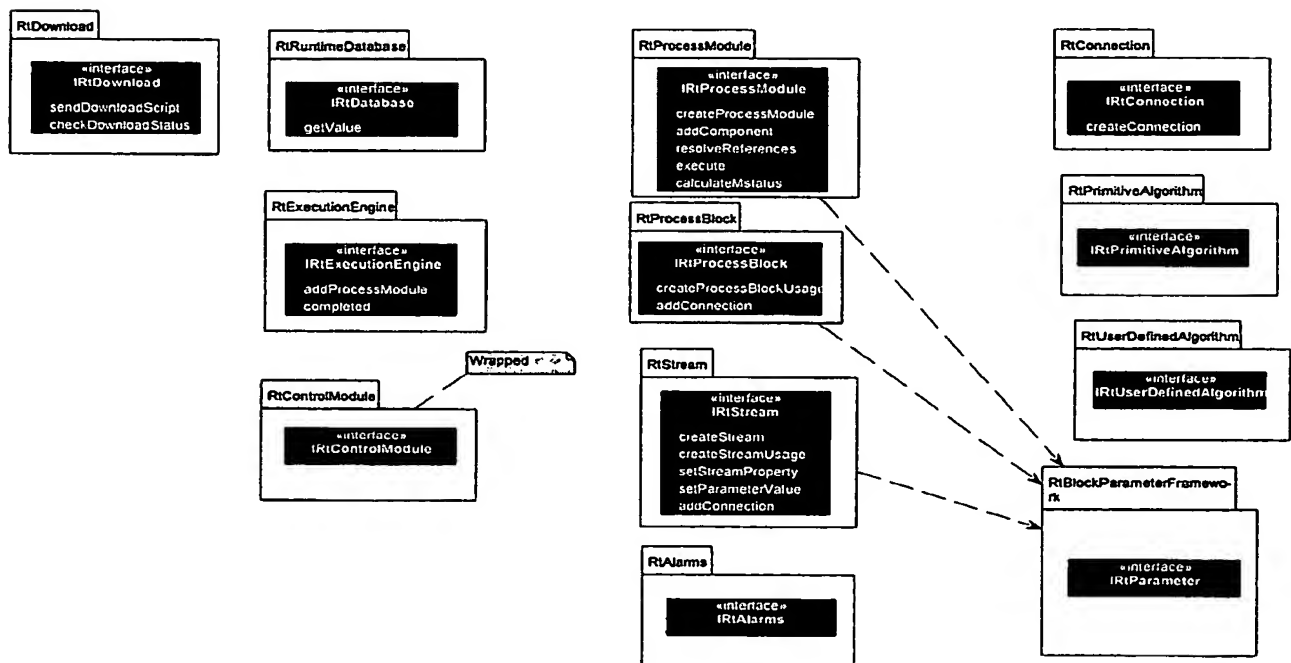 RtDownload
«interface»
IRtDownload
sendDownloadScript
checkDownloadStatus
RtRuntimeDatabase
«interface»
IRtDatabase
getValue
RtExecutionEngine
«interface»
IRtExecutionEngine
addProcessModule
completed
Wrapped
RtControlModule
«interface»
IRtControlModule
RtProcessModule
«interface»
IRtProcessModule
createProcessModule
addComponent
resolveReferences
execute
calculateMstatus
RtProcessBlock
«interface»
IRtProcessBlock
createProcessBlockUsage
addConnection
RtStream
«interface»
IRtStream
createStream
createStreamUsage
setStreamProperty
setParameterValue
addConnection
RtAlarms
«interface»
IRtAlarms
RtConnection
«interface»
IRtConnection
createConnection
RtPrimitiveAlgorithm
«interface»
IRtPrimitiveAlgorithm
RtUserDefinedAlgorithm
«interface»
IRtUserDefinedAlgorithm
RtBlockParameterFramewo-
rk
«interface»
IRtParameter